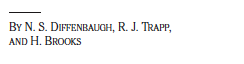 BY N. S. DIFFENBAUGH, R. J. TRAPP,
AND H. BROOKS